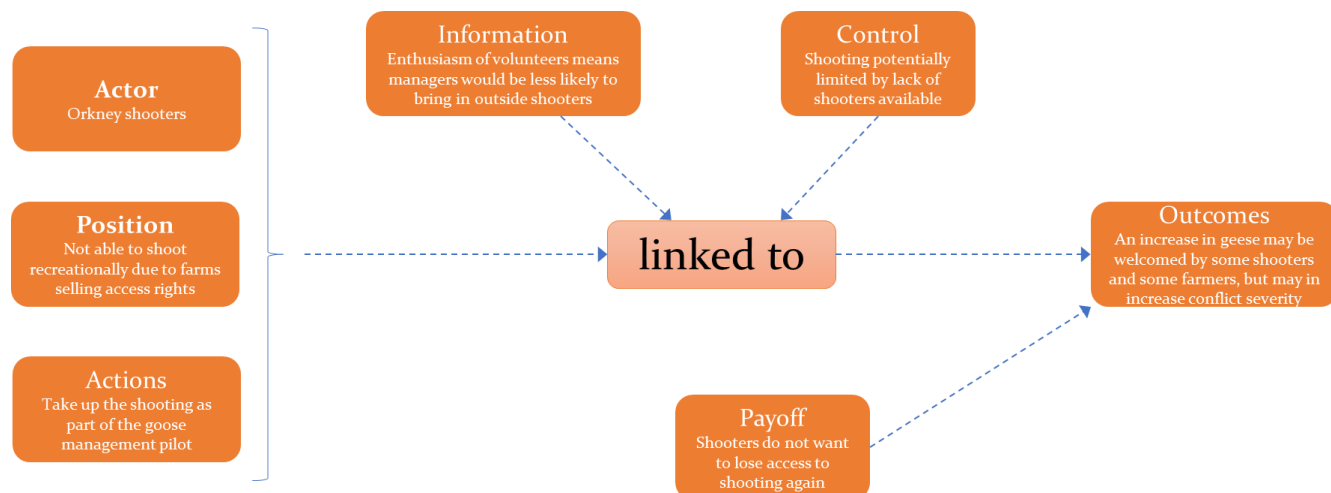 Actor
Orkney shooters
Position
Not able to shoot
recreationally due to farms
selling access rights
Actions
Take up the shooting as
part of the goose
management pilot
Information
Enthusiasm of volunteers means
managers would be less likely to
bring in outside shooters
Control
Shooting potentially
limited by lack of
shooters available
linked to
Payoff
Shooters do not want
to lose access to
shooting again
Outcomes
An increase in geese may be
welcomed by some shooters
and some farmers, but may in
increase conflict severity